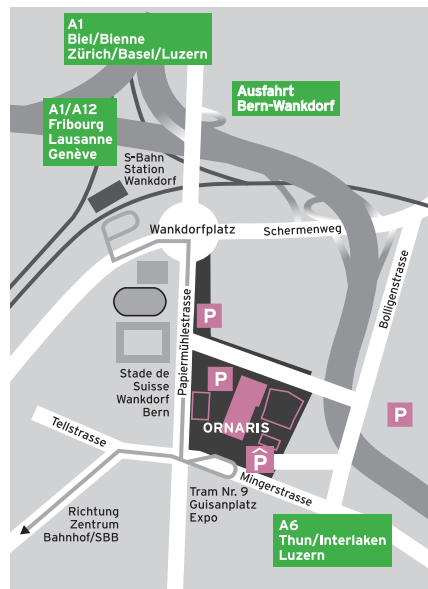 A1
Biel/Bienne
Zürich/Basel/Luzern
Ausfahrt
Bern-Wankdorf
A1/A12
Fribourg
Lausanne
Genève
S-Bahn
Station
Wankdorf
Wankdorfplatz
Schermenweg
Bolligenstrasse
Papiermühlestrasse
P
Stade de
Suisse
Wankdorf
Bern
P
P
ORNARIS
Tellstrasse
P
Mingerstrasse
Tram Nr. 9
Guisanplatz
Expo
Richtung
Zentrum
Bahnhof/SBB
A6
Thun/Interlaken
Luzern